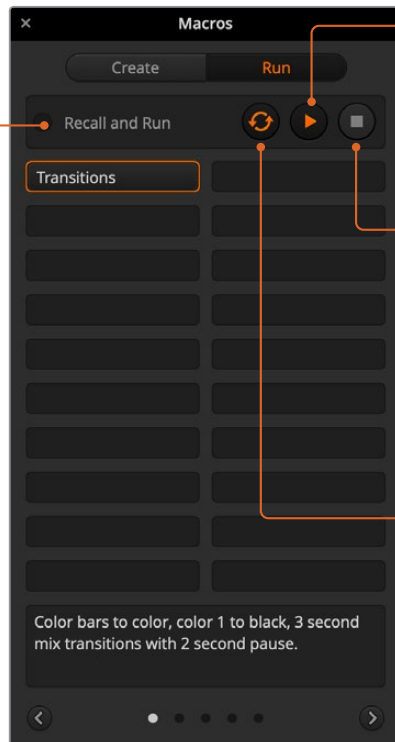 Macros
Create Run
Recall and Run
Transitions
Color bars to color, color 1 to black, 3 second
mix transitions with 2 second pause.